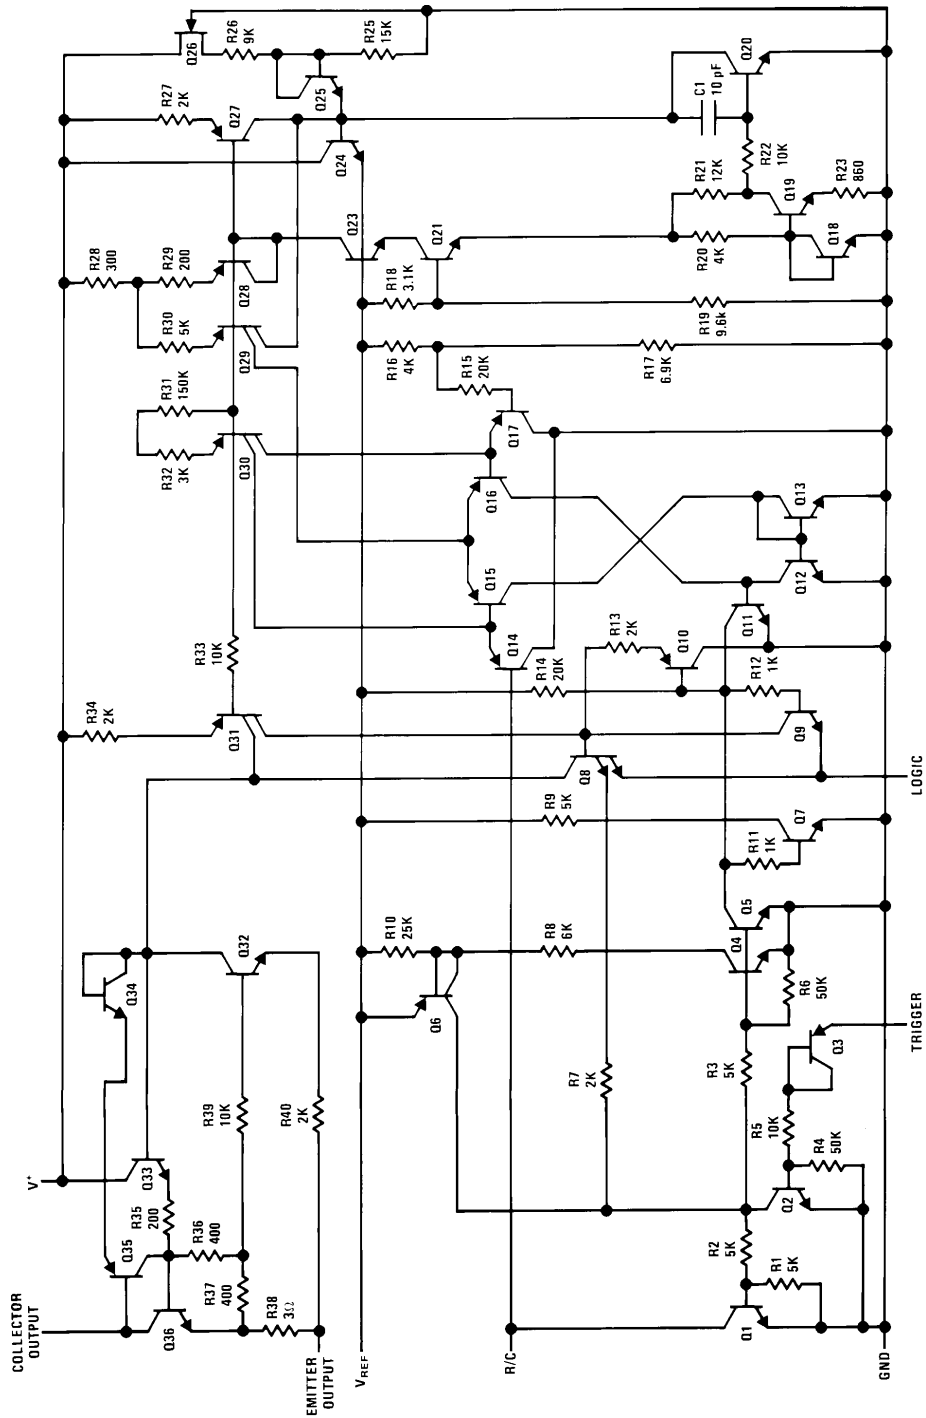 COLLECTOR
OUTPUT
V⁺
R34
2K
R28
300
R27
2K
Q26
R26
9K
R25
15K
Q36
Q35
R35
200
Q33
Q34
R37
400
R36
400
R38
3Ω
R39
10K
Q32
R40
2K
EMITTER
OUTPUT
Q31
R33
10K
R32
3K
R31
150K
Q30
R30
5K
R29
200
Q29
Q28
Q27
Q25
Q24
VREF
Q23
R10
25K
Q6
R18
3.1K
Q21
R16
4K
R15
20K
R/C
Q14
Q15
Q16
Q17
R14
20K
R9
5K
R8
6K
R7
2K
Q8
R13
2K
Q10
R17
6.9K
R19
9.6k
R20
4K
R21
12K
C1
10 pF
Q20
R22
10K
Q1
R2
5K
R1
5K
Q2
R5
10K
R4
50K
R3
5K
Q3
R6
50K
Q4
Q5
R11
1K
Q7
Q9
R12
1K
Q11
Q12
Q13
Q18
Q19
R23
860
GND
TRIGGER
LOGIC